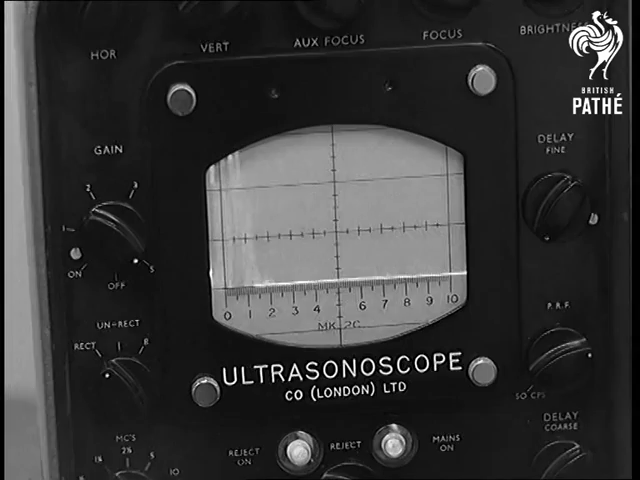 HOR
VERT
AUX FOCUS
FOCUS
BRIGHTNESS
BRITISH
PATHÉ
GAIN
DELAY
FINE
2 3
1
ON
OFF
5
0 1 2 3 4 6 7 8 9 10
MK 2C
UN-RECT
RECT
P.R.F.
50 CPS
ULTRASONOSCOPE
CO (LONDON) LTD
MC'S
2½
5
10
REJECT
ON
REJECT
MAINS
ON
DELAY
COARSE